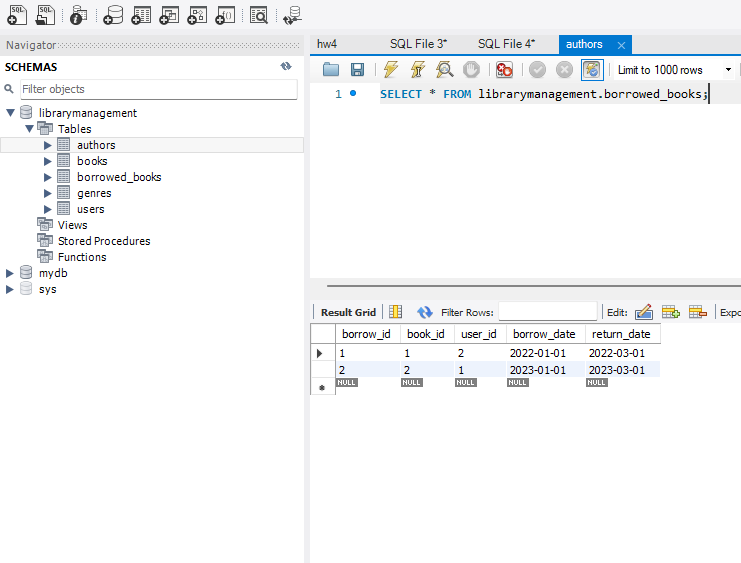 SQL SQL
Navigator
SCHEMAS
Filter objects
librarymanagement
Tables
authors
books
borrowed_books
genres
users
Views
Stored Procedures
Functions
mydb
sys
hw4 SQL File 3* SQL File 4* authors
Limit to 1000 rows
1 SELECT * FROM librarymanagement.borrowed_books;
Result Grid Filter Rows: Edit: Expo
borrow_id book_id user_id borrow_date return_date
1 1 2 2022-01-01 2022-03-01
2 2 1 2023-01-01 2023-03-01
NULL NULL NULL NULL NULL